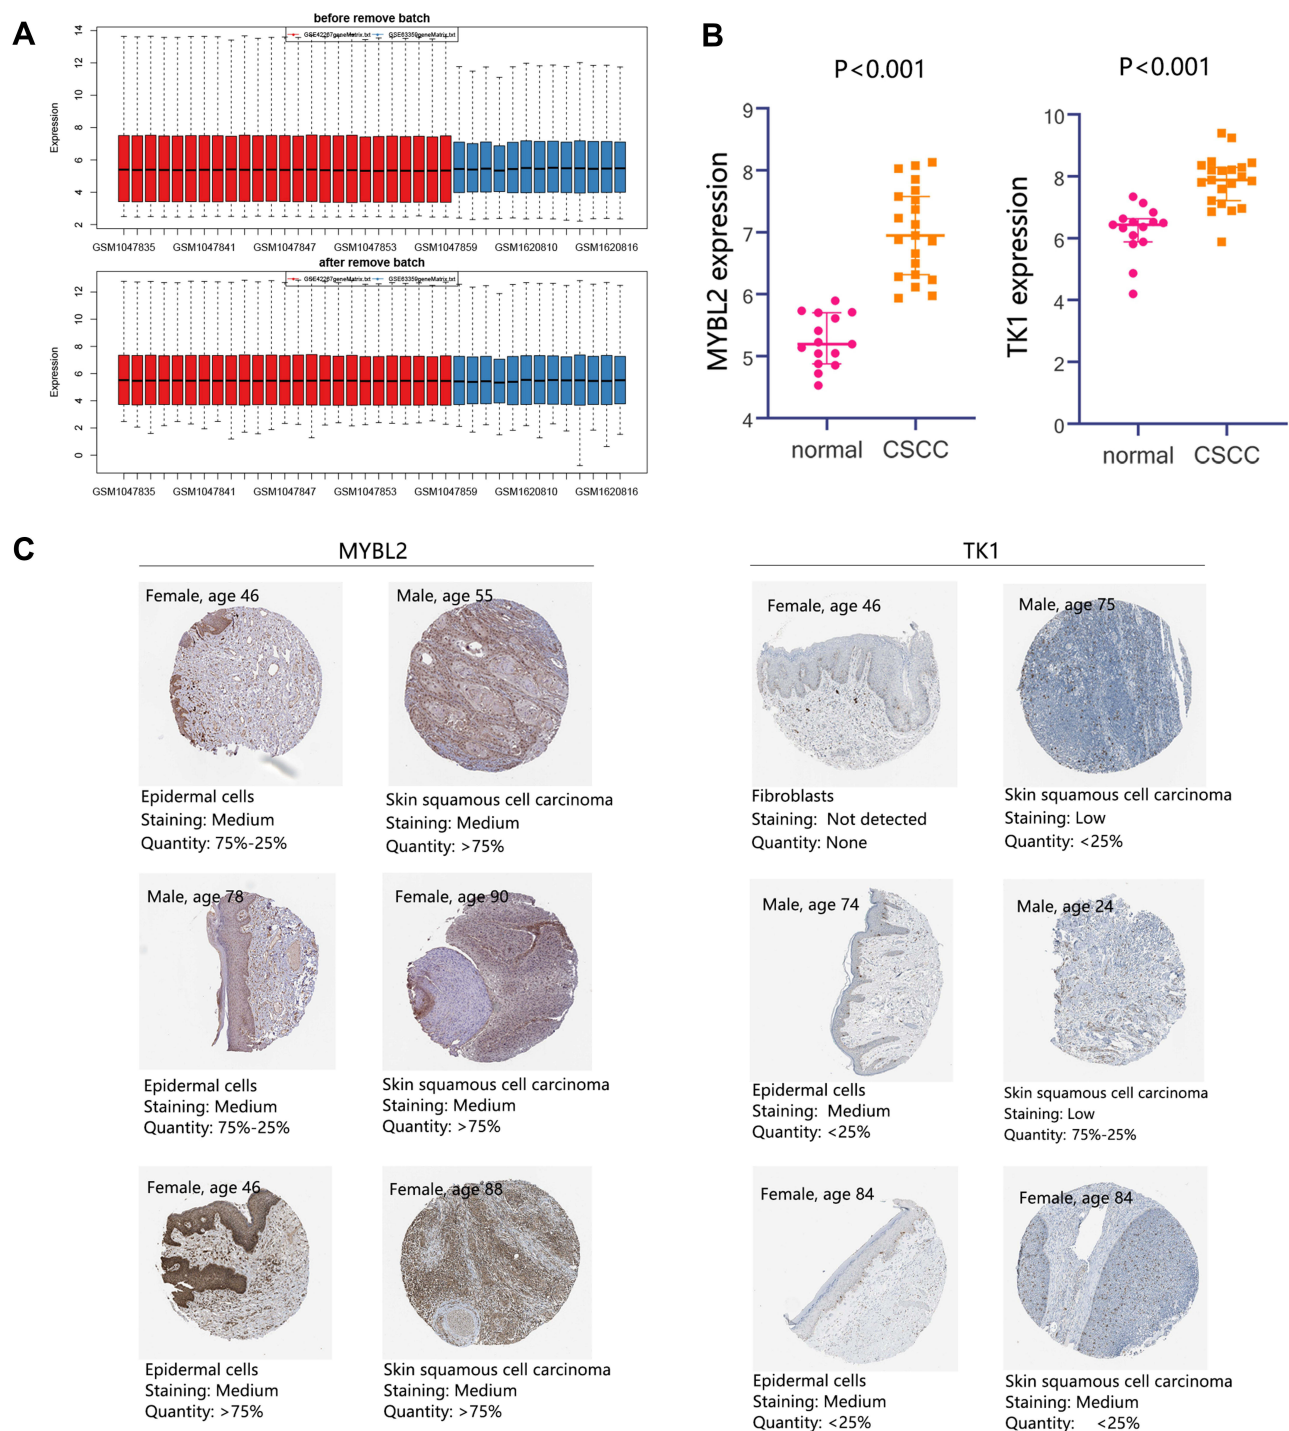 A
before remove batch
GSE42267geneMatrix.txt GSE63359geneMatrix.txt
Expression
14
12
10
8
6
4
2
GSM1047835 GSM1047841 GSM1047847 GSM1047853 GSM1047859 GSM1620810 GSM1620816
after remove batch
GSE42267geneMatrix.txt GSE63359geneMatrix.txt
Expression
12
10
8
6
4
2
0
GSM1047835 GSM1047841 GSM1047847 GSM1047853 GSM1047859 GSM1620810 GSM1620816
B
P<0.001
MYBL2 expression
9
8
7
6
5
4
normal CSCC
P<0.001
TK1 expression
10
8
6
4
2
0
normal CSCC
C
MYBL2
Female, age 46
Epidermal cells
Staining: Medium
Quantity: 75%-25%
Male, age 55
Skin squamous cell carcinoma
Staining: Medium
Quantity: >75%
Male, age 78
Epidermal cells
Staining: Medium
Quantity: 75%-25%
Female, age 90
Skin squamous cell carcinoma
Staining: Medium
Quantity: >75%
Female, age 46
Epidermal cells
Staining: Medium
Quantity: >75%
Female, age 88
Skin squamous cell carcinoma
Staining: Medium
Quantity: >75%
TK1
Female, age 46
Fibroblasts
Staining: Not detected
Quantity: None
Male, age 75
Skin squamous cell carcinoma
Staining: Low
Quantity: <25%
Male, age 74
Epidermal cells
Staining: Medium
Quantity: <25%
Male, age 24
Skin squamous cell carcinoma
Staining: Low
Quantity: 75%-25%
Female, age 84
Epidermal cells
Staining: Medium
Quantity: <25%
Female, age 84
Skin squamous cell carcinoma
Staining: Medium
Quantity: <25%